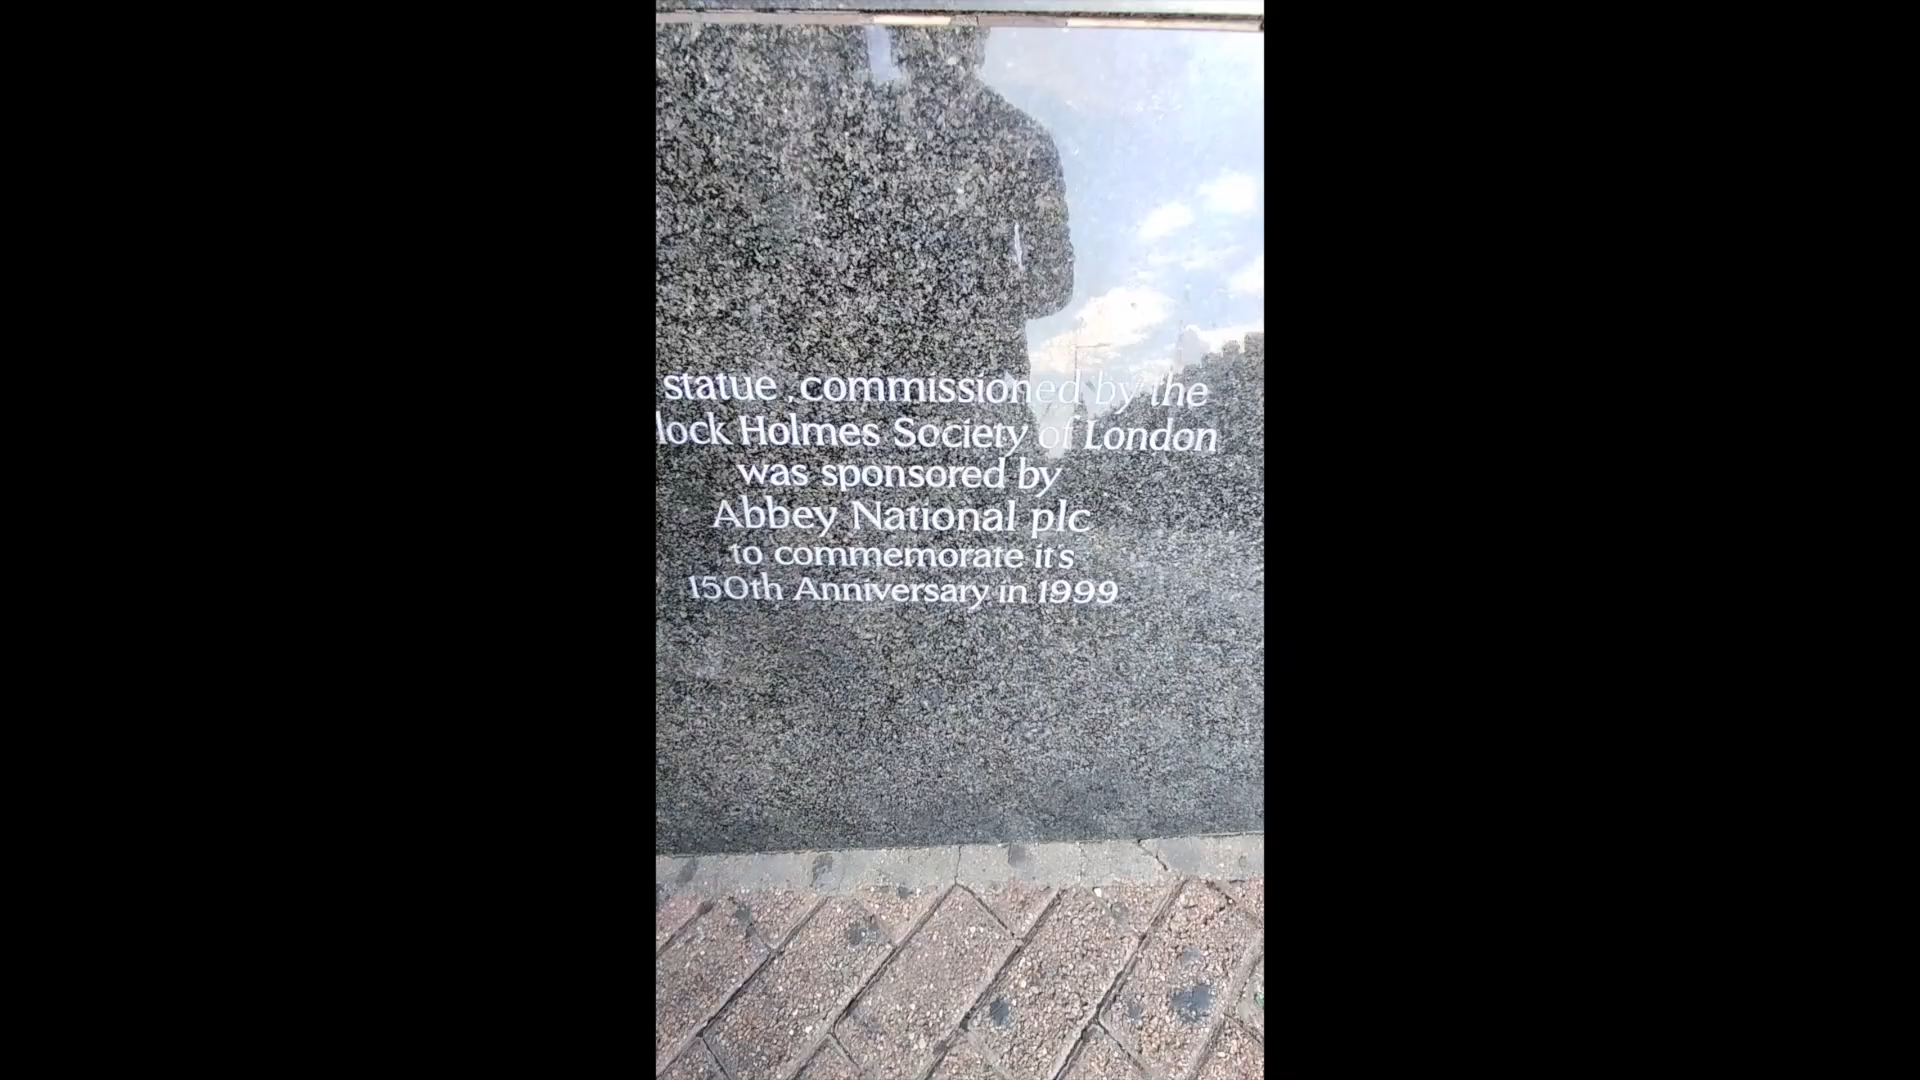 statue , commissioned by the
lock Holmes Society of London
was sponsored by
Abbey National plc
to commemorate it's
150th Anniversary in 1999